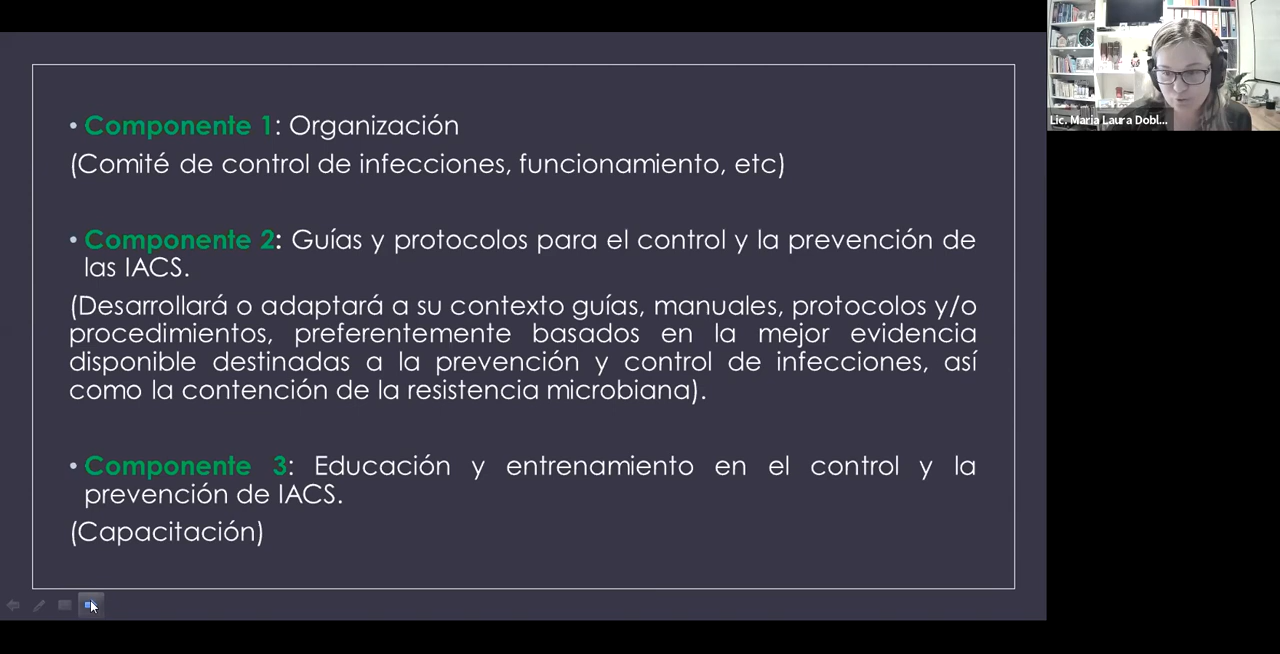 • Componente 1: Organización
(Comité de control de infecciones, funcionamiento, etc)
• Componente 2: Guías y protocolos para el control y la prevención de
las IACS.
(Desarrollará o adaptará a su contexto guías, manuales, protocolos y/o
procedimientos, preferentemente basados en la mejor evidencia
disponible destinadas a la prevención y control de infecciones, así
como la contención de la resistencia microbiana).
• Componente 3: Educación y entrenamiento en el control y la
prevención de IACS.
(Capacitación)
Lic. Maria Laura Dobl...